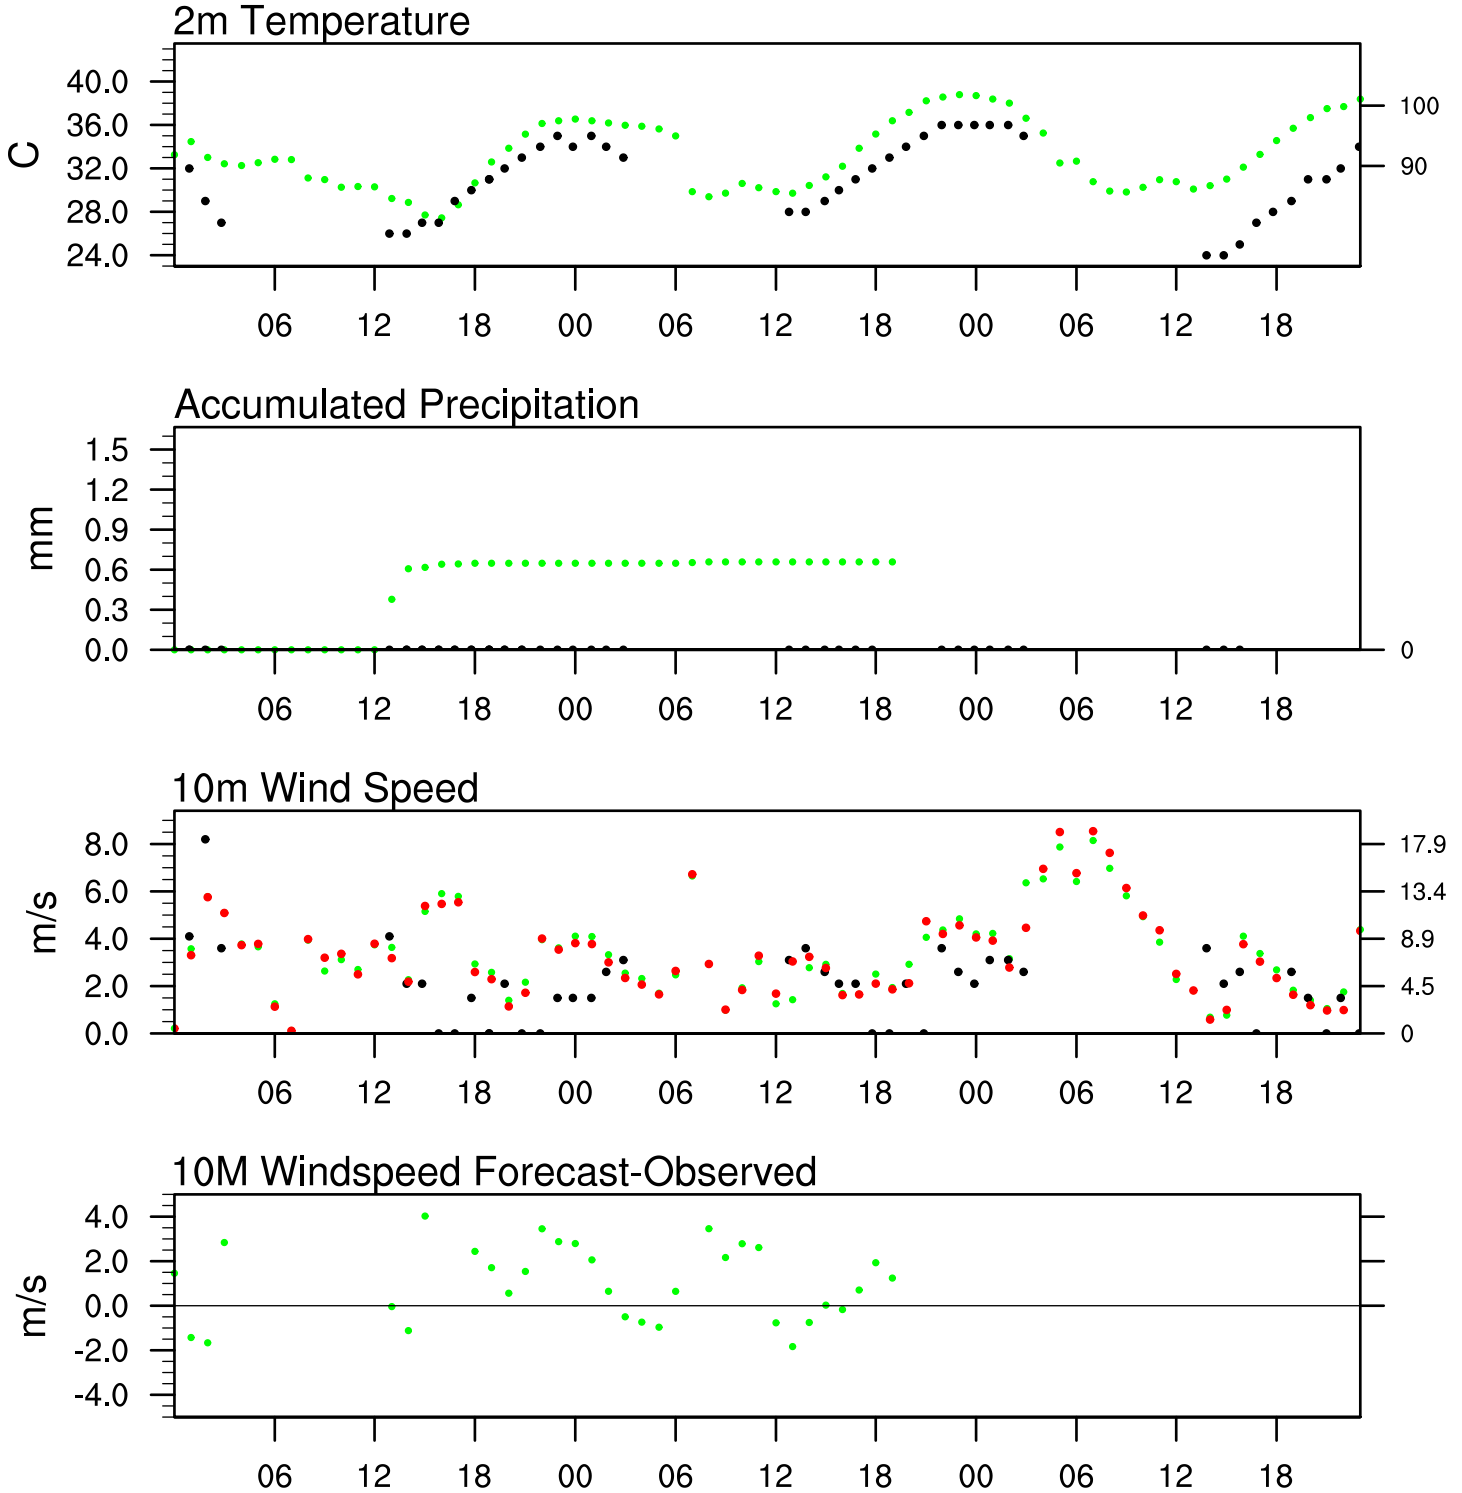 2m Temperature
C
40.0
36.0
32.0
28.0
24.0
100
90
06 12 18 00 06 12 18 00 06 12 18
Accumulated Precipitation
mm
1.5
1.2
0.9
0.6
0.3
0.0
0
06 12 18 00 06 12 18 00 06 12 18
10m Wind Speed
m/s
8.0
6.0
4.0
2.0
0.0
17.9
13.4
8.9
4.5
0
06 12 18 00 06 12 18 00 06 12 18
10M Windspeed Forecast-Observed
m/s
4.0
2.0
0.0
-2.0
-4.0
06 12 18 00 06 12 18 00 06 12 18